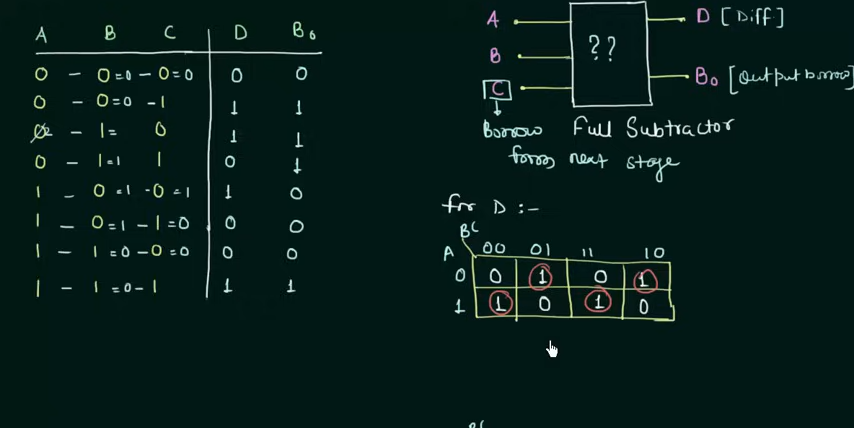 A B C D B₀
0 - 0=0 - 0=0 0 0
0 - 0=0 -1 1 1
- 1= 0 1 1
0 - 1=1 1 0 1
1 - 0=1 -0=1 1 0
1 - 0=1 - 1=0 0 0
1 - 1=0-0=0 0 0
1 - 1=0-1 1 1
A
B
C
??
D [Diff]
B₀ [Output borrow]
Borrow
from next stage
Full Subtractor
for D :-
BC
A 00 01 11 10
0 0 1 0 1
1 1 0 1 0